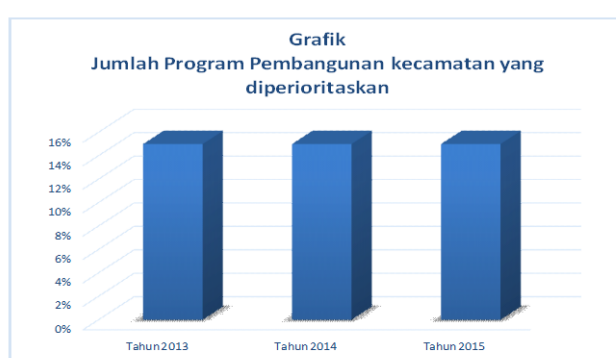 Grafik
Jumlah Program Pembangunan kecamatan yang
diperioritaskan
16%
14%
12%
10%
8%
6%
4%
2%
0%
Tahun 2013 Tahun 2014 Tahun 2015